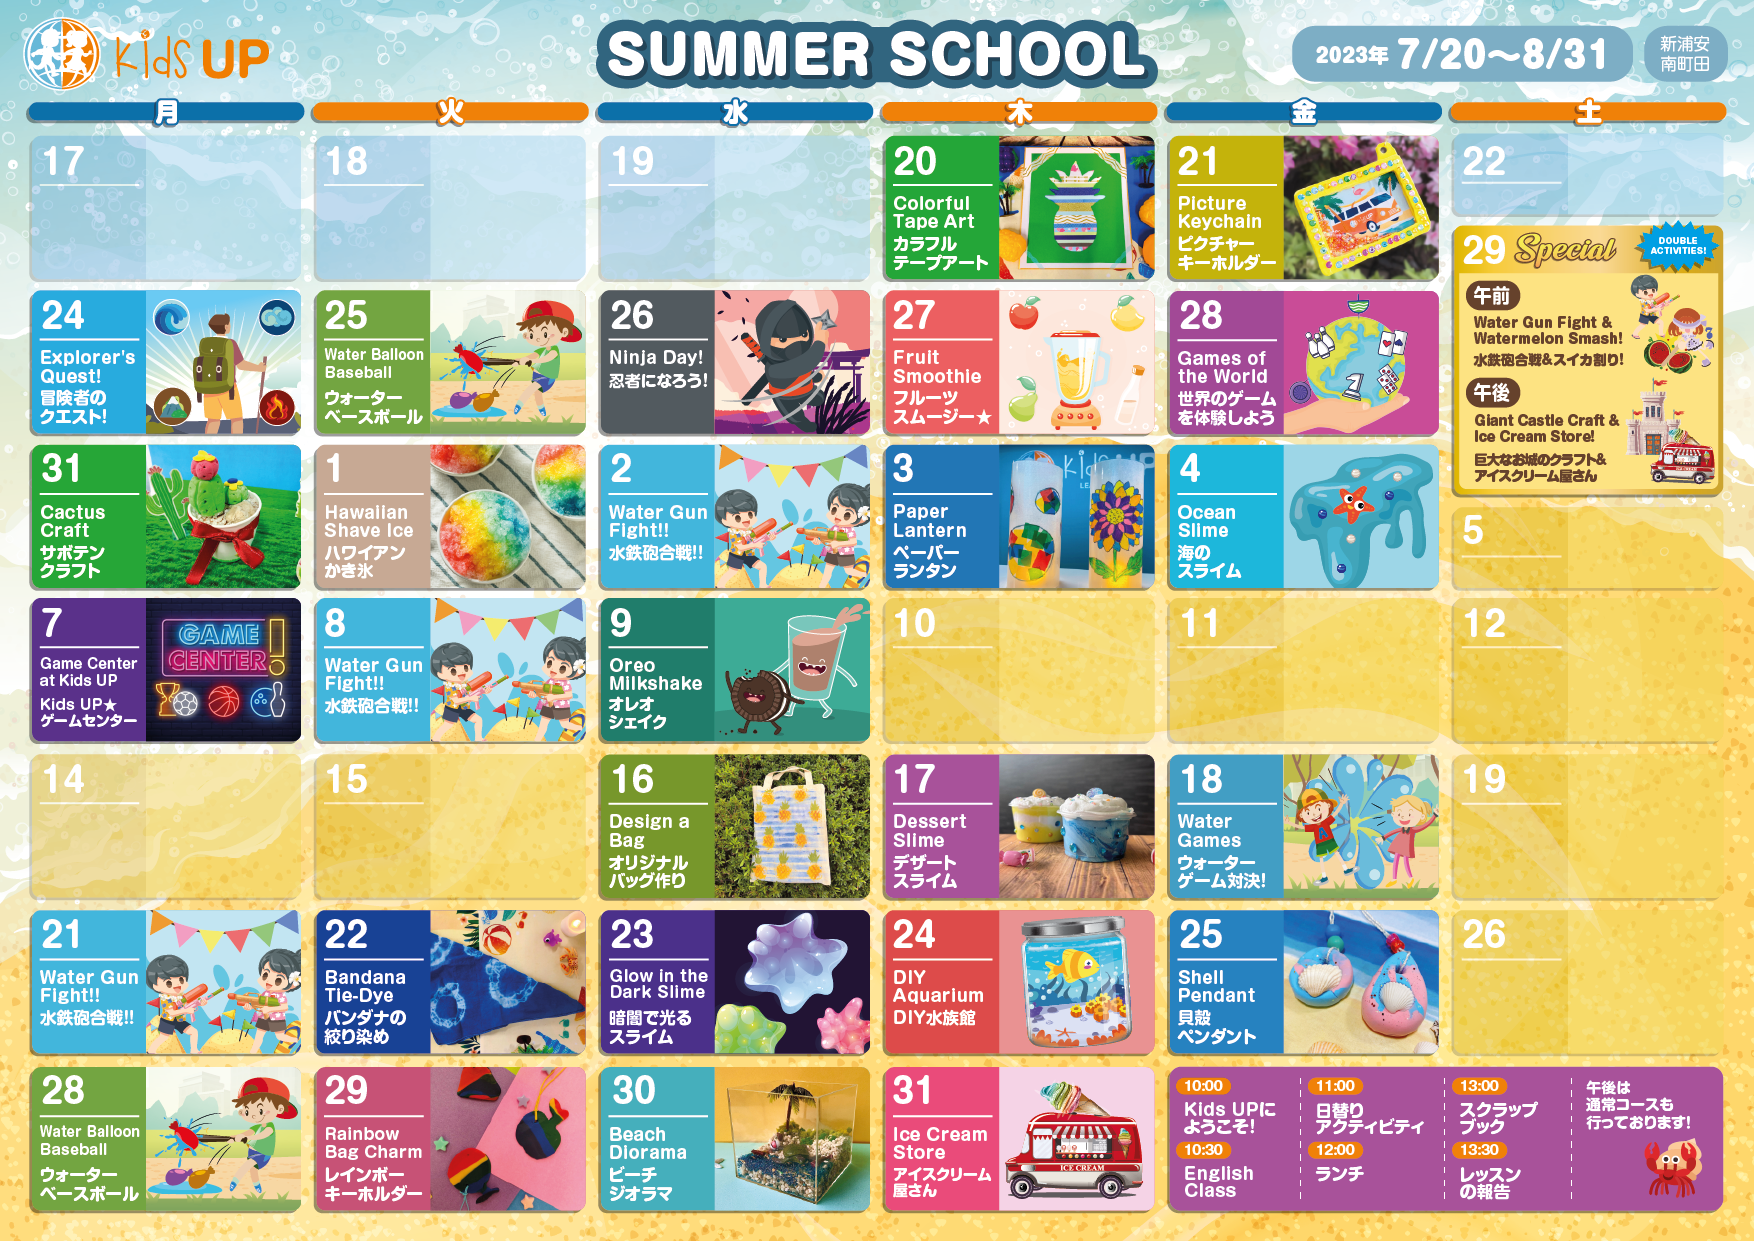 Kids UP
SUMMER SCHOOL
2023年 7/20〜8/31
新浦安
南町田
月
火
水
木
金
土
17
18
19
20
Colorful
Tape Art
カラフル
テープアート
21
Picture
Keychain
ピクチャー
キーホルダー
22
24
Explorer's
Quest!
冒険者の
クエスト!
25
Water Balloon
Baseball
ウォーター
ベースボール
26
Ninja Day!
忍者になろう!
27
Fruit
Smoothie
フルーツ
スムージー★
28
Games of
the World
世界のゲーム
を体験しよう
29 Special
DOUBLE
ACTIVITIES!
午前
Water Gun Fight &
Watermelon Smash!
水鉄砲合戦&スイカ割り!
午後
Giant Castle Craft &
Ice Cream Store!
巨大なお城のクラフト&
アイスクリーム屋さん
31
Cactus
Craft
サボテン
クラフト
1
Hawaiian
Shave Ice
ハワイアン
かき氷
2
Water Gun
Fight!!
水鉄砲合戦!!
3
Paper
Lantern
ペーパー
ランタン
4
Ocean
Slime
海の
スライム
5
7
Game Center
at Kids UP
Kids UP★
ゲームセンター
GAME
CENTER!
8
Water Gun
Fight!!
水鉄砲合戦!!
9
Oreo
Milkshake
オレオ
シェイク
10
11
12
14
15
16
Design a
Bag
オリジナル
バッグ作り
17
Dessert
Slime
デザート
スライム
18
Water
Games
ウォーター
ゲーム対決!
19
21
Water Gun
Fight!!
水鉄砲合戦!!
22
Bandana
Tie-Dye
バンダナの
絞り染め
23
Glow in the
Dark Slime
暗闇で光る
スライム
24
DIY
Aquarium
DIY水族館
25
Shell
Pendant
貝殻
ペンダント
26
28
Water Balloon
Baseball
ウォーター
ベースボール
29
Rainbow
Bag Charm
レインボー
キーホルダー
30
Beach
Diorama
ビーチ
ジオラマ
31
Ice Cream
Store
アイスクリーム
屋さん
ICE CREAM
10:00
Kids UPに
ようこそ!
10:30
English
Class
11:00
日替り
アクティビティ
12:00
ランチ
13:00
スクラップ
ブック
13:30
レッスン
の報告
午後は
通常コースも
行っております!